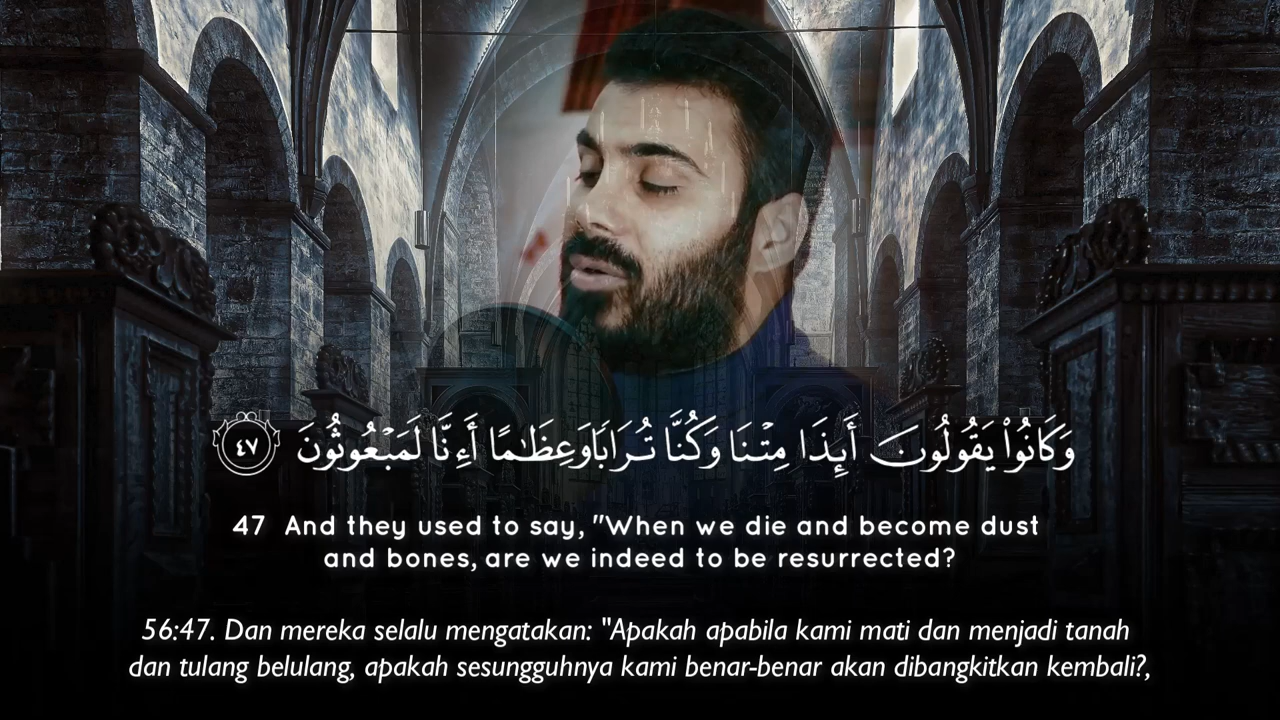 وَكَانُوا۟ يَقُولُونَ أَئِذَا مِتْنَا وَكُنَّا تُرَابًا وَعِظَٰمًا أَءِنَّا لَمَبْعُوثُونَ ٤٧
47 And they used to say, "When we die and become dust
and bones, are we indeed to be resurrected?
56:47. Dan mereka selalu mengatakan: "Apakah apabila kami mati dan menjadi tanah
dan tulang belulang, apakah sesungguhnya kami benar-benar akan dibangkitkan kembali?,